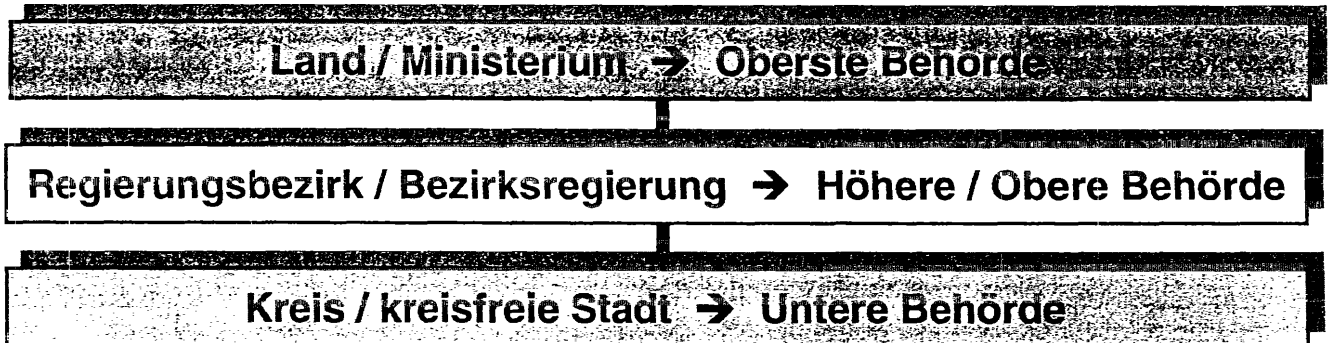 Land / Ministerium → Oberste Behörde
Regierungsbezirk / Bezirksregierung → Höhere / Obere Behörde
Kreis / kreisfreie Stadt → Untere Behörde